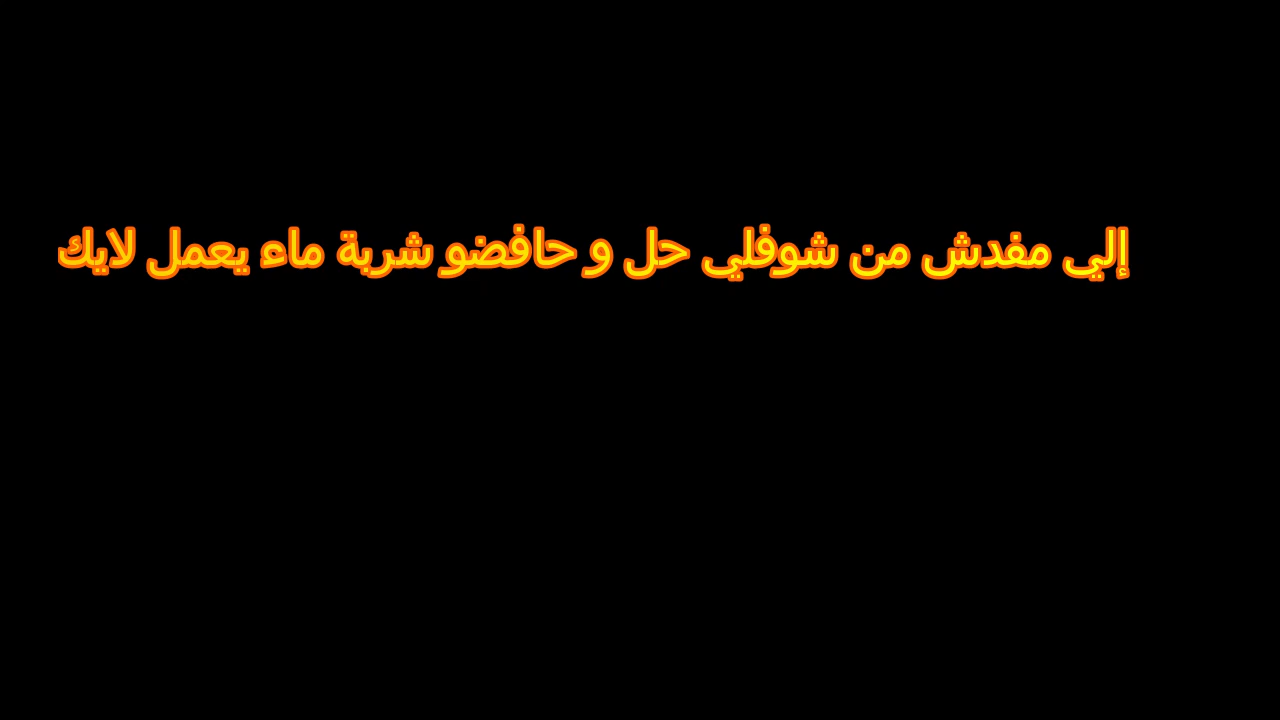 إلي مفدش من شوفلي حل و حافضو شربة ماء يعمل لايك